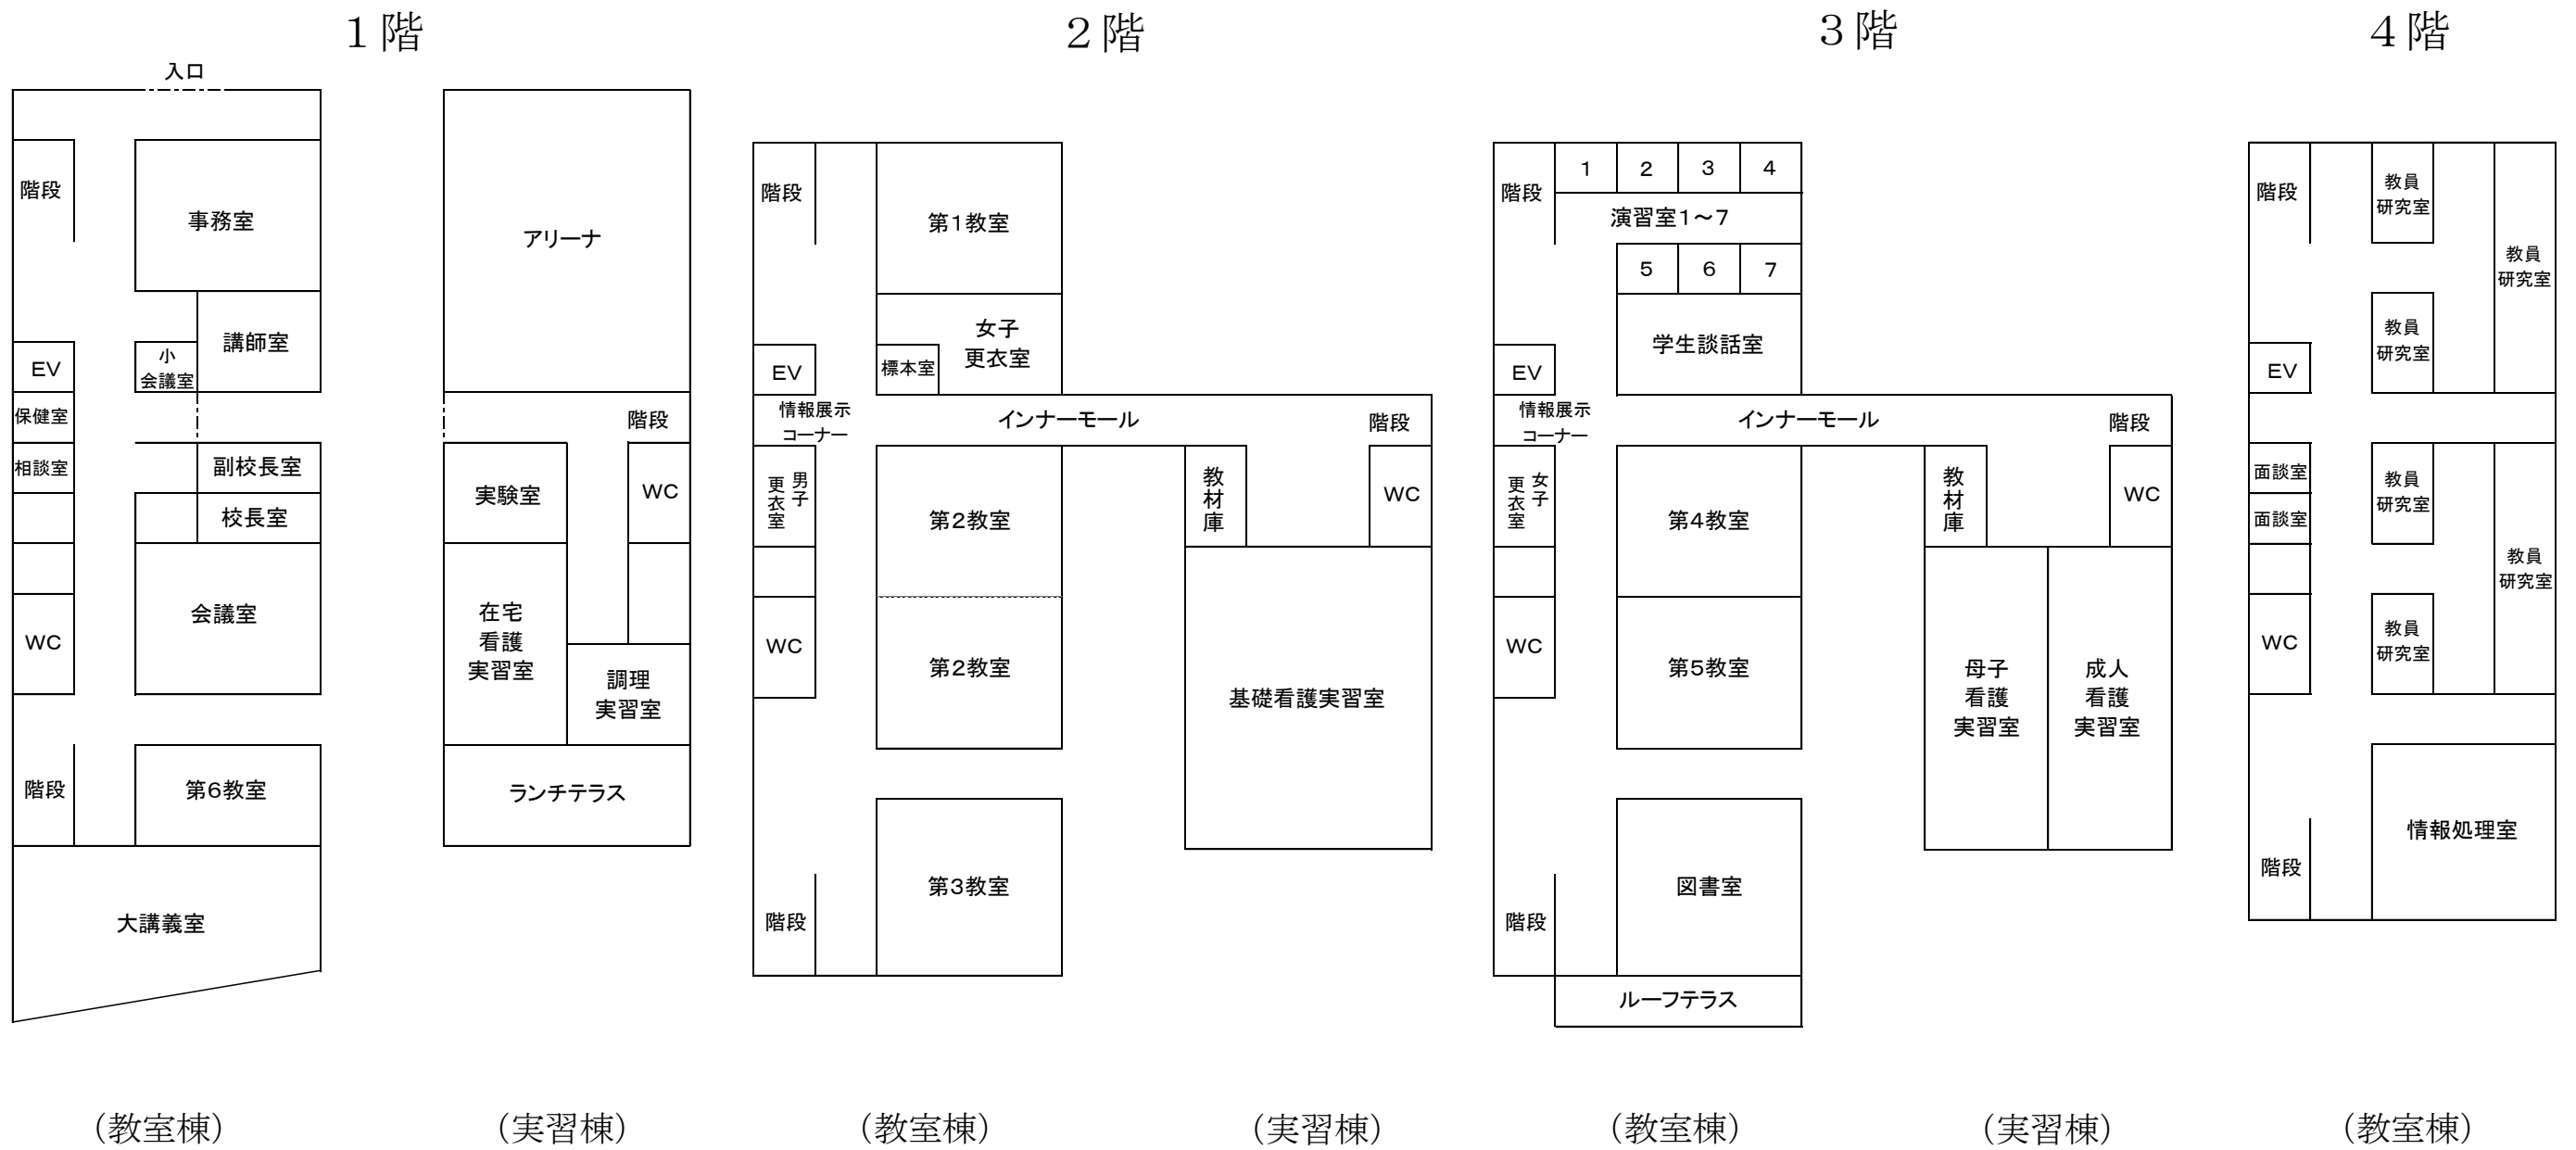 1階
入口
階段
事務室
EV
小
会議室
講師室
保健室
相談室
副校長室
校長室
会議室
WC
階段
第6教室
大講義室
(教室棟)
アリーナ
階段
実験室
WC
在宅
看護
実習室
調理
実習室
ランチテラス
(実習棟)
2階
階段
第1教室
女子
更衣室
標本室
EV
情報展示
コーナー
インナーモール
階段
男子
更衣室
第2教室
教材庫
WC
第2教室
WC
基礎看護実習室
第3教室
階段
(教室棟)
(実習棟)
3階
階段
1
2
3
4
演習室1～7
5
6
7
学生談話室
EV
情報展示
コーナー
インナーモール
階段
女子
更衣室
第4教室
教材庫
WC
第5教室
WC
母子
看護
実習室
成人
看護
実習室
図書室
階段
ルーフテラス
(教室棟)
(実習棟)
4階
階段
教員
研究室
教員
研究室
教員
研究室
EV
面談室
面談室
教員
研究室
教員
研究室
教員
研究室
WC
情報処理室
階段
(教室棟)